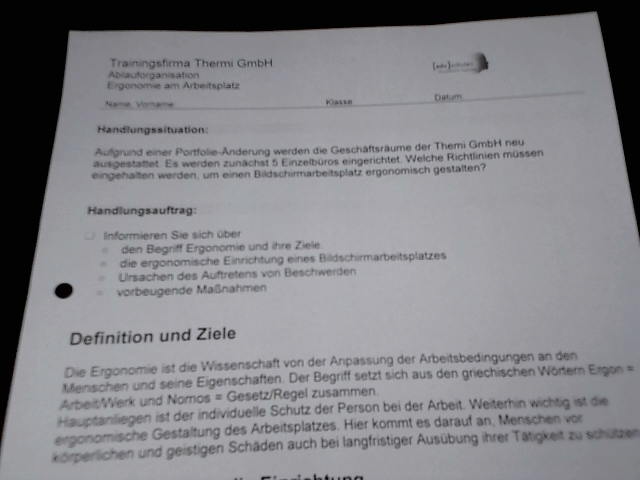 Trainingsfirma Thermi GmbH
Ablauforganisation
Ergonomie am Arbeitsplatz
Name, Vorname
Klasse
Datum
Handlungssituation:
Aufgrund einer Portfolie-Änderung werden die Geschäftsräume der Themi GmbH neu
ausgestattet. Es werden zunächst 5 Einzelbüros eingerichtet. Welche Richtlinien müssen
eingehalten werden, um einen Bildschirmarbeitsplatz ergonomisch gestalten?
Handlungsauftrag:
Informieren Sie sich über
den Begriff Ergonomie und ihre Ziele
die ergonomische Einrichtung eines Bildschirmarbeitsplatzes
Ursachen des Auftretens von Beschwerden
vorbeugende Maßnahmen
Definition und Ziele
Die Ergonomie ist die Wissenschaft von der Anpassung der Arbeitsbedingungen an den
Menschen und seine Eigenschaften. Der Begriff setzt sich aus den griechischen Wörtern Ergon =
Arbeit/Werk und Nomos = Gesetz/Regel zusammen.
Hauptanliegen ist der individuelle Schutz der Person bei der Arbeit. Weiterhin wichtig ist die
ergonomische Gestaltung des Arbeitsplatzes. Hier kommt es darauf an, Menschen vor
körperlichen und geistigen Schäden auch bei langfristiger Ausübung ihrer Tätigkeit zu schützen